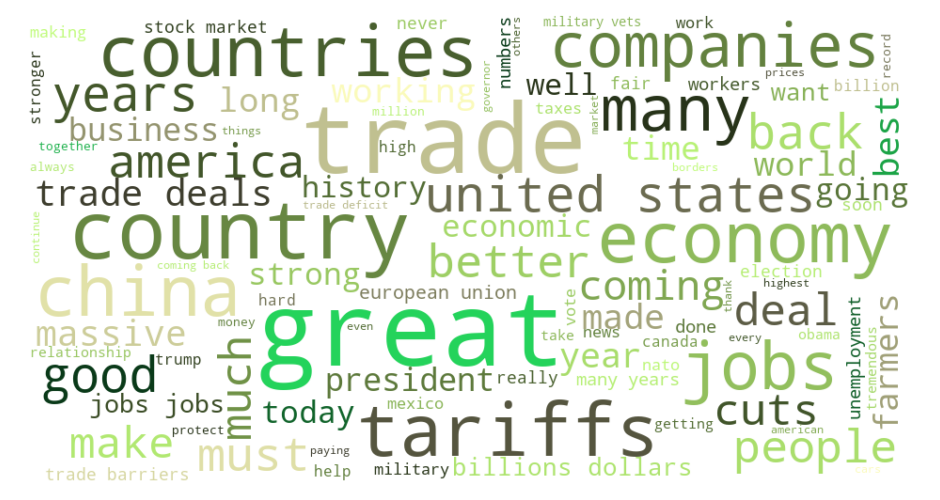 making
stock market
never
numbers
others
military vets
work
record
countries
companies
stronger
governor
prices
years
long
working
well
fair
workers
want
billion
million
many
taxes
market
business
things
trade
back
best
together
high
time
america
always
world
borders
trade deals
history
united states
going
trade deficit
soon
continue
country
economic
economy
coming back
strong
better
election
china
european union
coming
highest
hard
thank
deal
farmers
massive
money
great
even
vote
made
news
done
every
obama
unemployment
tremendous
relationship
trump
take
canada
year
nato
jobs
good
much
president
really
many years
jobs jobs
today
mexico
tariffs
getting
cuts
make
protect
must
paying
american
people
trade barriers
help
military
billions dollars
cars